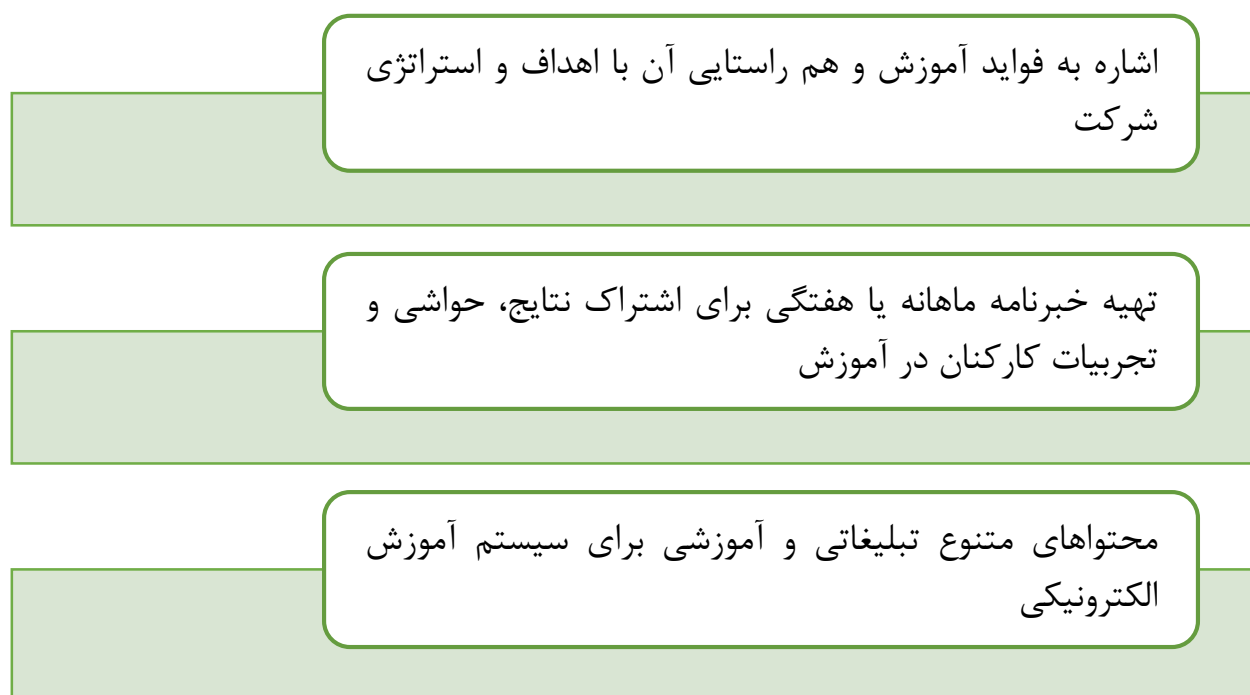 اشاره به فواید آموزش و هم راستایی آن با اهداف و استراتژی
شرکت
تهیه خبرنامه ماهانه یا هفتگی برای اشتراک نتایج، حواشی و
تجربیات کارکنان در آموزش
محتواهای متنوع تبلیغاتی و آموزشی برای سیستم آموزش
الکترونیکی